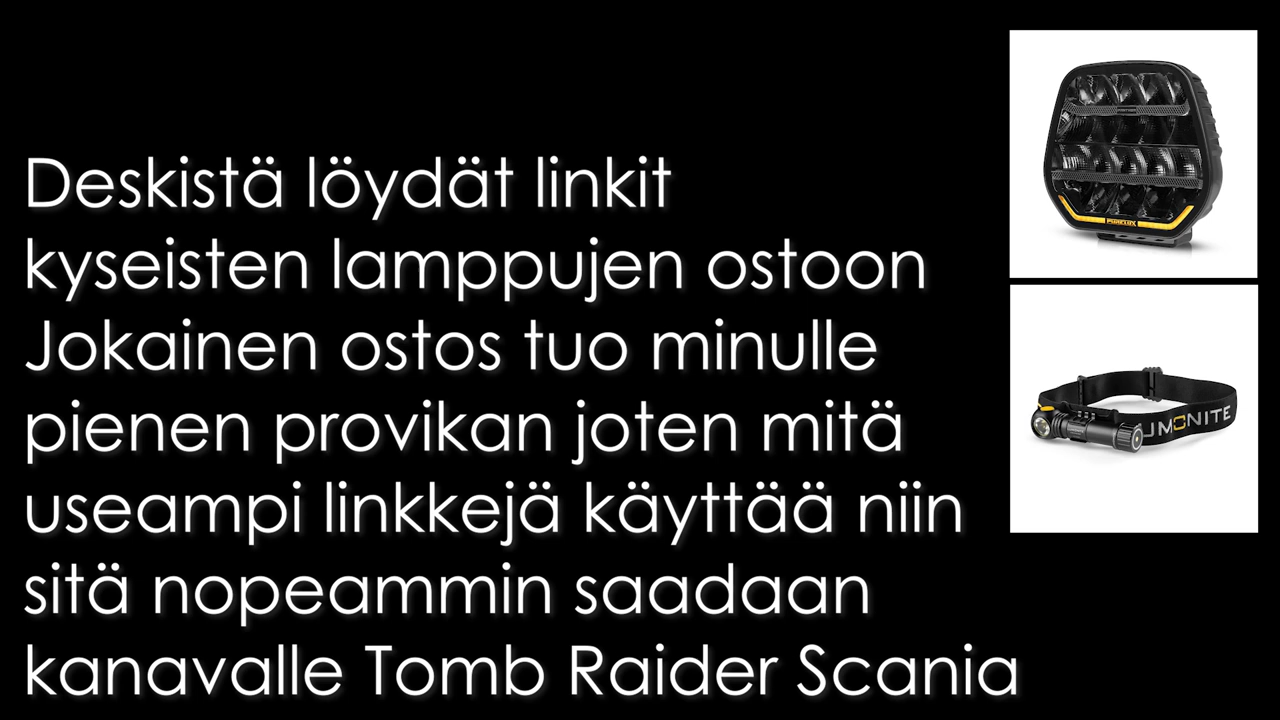 Deskistä löydät linkit
kyseisten lamppujen ostoon
Jokainen ostos tuo minulle
pienen provikan joten mitä
useampi linkkejä käyttää niin
sitä nopeammin saadaan
kanavalle Tomb Raider Scania
PURELUX
UMONITE